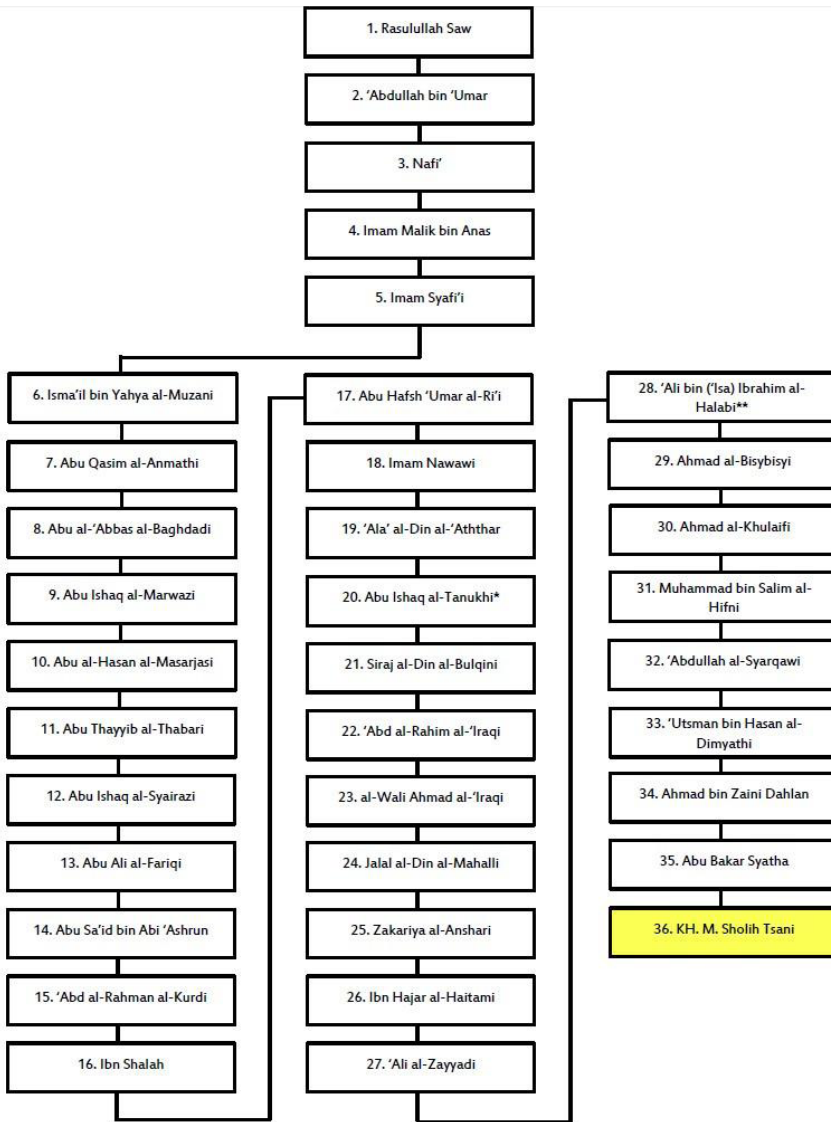 1. Rasulullah Saw
2. ‘Abdullah bin ‘Umar
3. Nafi’
4. Imam Malik bin Anas
5. Imam Syafi’i
6. Isma’il bin Yahya al-Muzani
7. Abu Qasim al-Anmathi
8. Abu al-‘Abbas al-Baghdadi
9. Abu Ishaq al-Marwazi
10. Abu al-Hasan al-Masarjasi
11. Abu Thayyib al-Thabari
12. Abu Ishaq al-Syairazi
13. Abu Ali al-Fariqi
14. Abu Sa’id bin Abi ‘Ashrun
15. ‘Abd al-Rahman al-Kurdi
16. Ibn Shalah
17. Abu Hafsh ‘Umar al-Ri’i
18. Imam Nawawi
19. ‘Ala’ al-Din al-‘Aththar
20. Abu Ishaq al-Tanukhi*
21. Siraj al-Din al-Bulqini
22. ‘Abd al-Rahim al-‘Iraqi
23. al-Wali Ahmad al-‘Iraqi
24. Jalal al-Din al-Mahalli
25. Zakariya al-Anshari
26. Ibn Hajar al-Haitami
27. ‘Ali al-Zayyadi
28. ‘Ali bin (‘Isa) Ibrahim al-
Halabi**
29. Ahmad al-Bisybisyi
30. Ahmad al-Khulaifi
31. Muhammad bin Salim al-
Hifni
32. ‘Abdullah al-Syarqawi
33. ‘Utsman bin Hasan al-
Dimyathi
34. Ahmad bin Zaini Dahlan
35. Abu Bakar Syatha
36. KH. M. Sholih Tsani